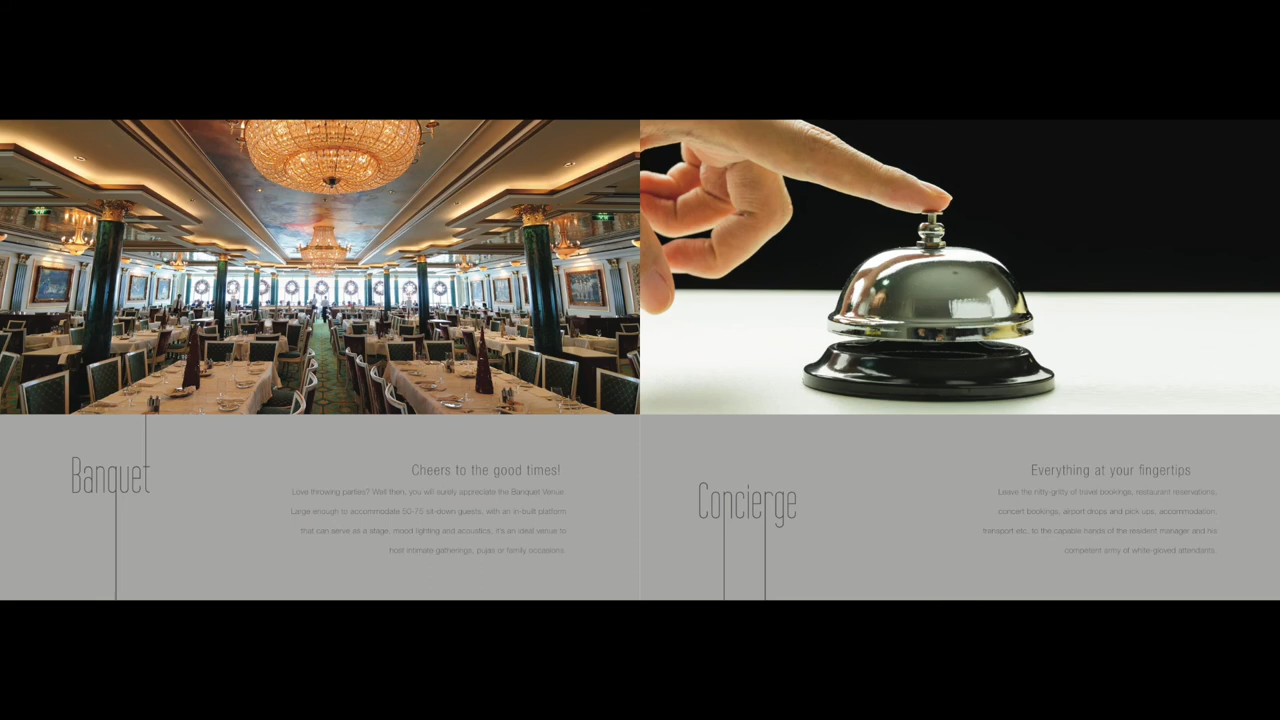 Banquet
Cheers to the good times!
Love throwing parties? Well then, you will surely appreciate the Banquet Venue.
Large enough to accommodate 50-75 sit-down guests, with an in-built platform
that can serve as a stage, mood lighting and acoustics, it's an ideal venue to
host intimate gatherings, pujas or family occasions.
Concierge
Everything at your fingertips
Leave the nitty-gritty of travel bookings, restaurant reservations,
concert bookings, airport drops and pick ups, accommodation,
transport etc. to the capable hands of the resident manager and his
competent army of white-gloved attendants.